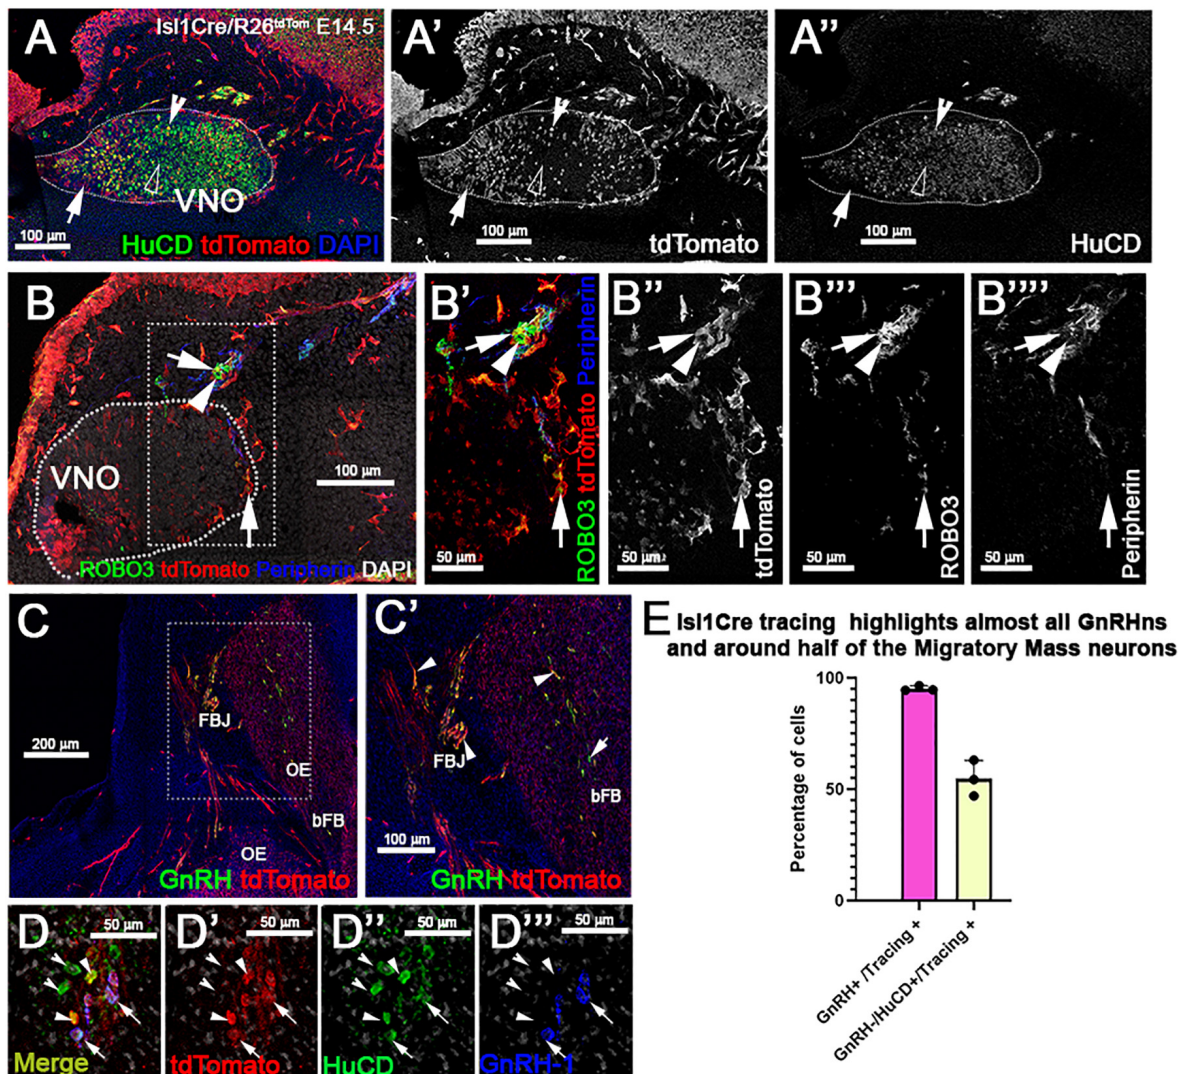 A
Isl1Cre/R26tdTom E14.5
VNO
100 µm
HuCD tdTomato DAPI
A'
100 µm
tdTomato
A''
100 µm
HuCD
B
VNO
100 µm
ROBO3 tdTomato Peripherin DAPI
B'
50 µm
ROBO3 tdTomato Peripherin
B''
50 µm
tdTomato
B'''
50 µm
ROBO3
B''''
50 µm
Peripherin
C
FBJ
200 µm
OE
bFB
OE
GnRH tdTomato
C'
FBJ
bFB
100 µm
GnRH tdTomato
D
50 µm
Merge
D'
50 µm
tdTomato
D''
50 µm
HuCD
D'''
50 µm
GnRH-1
E
Isl1Cre tracing highlights almost all GnRHns
and around half of the Migratory Mass neurons
Percentage of cells
100
50
0
GnRH+ /Tracing +
GnRH-/HuCD+/Tracing +